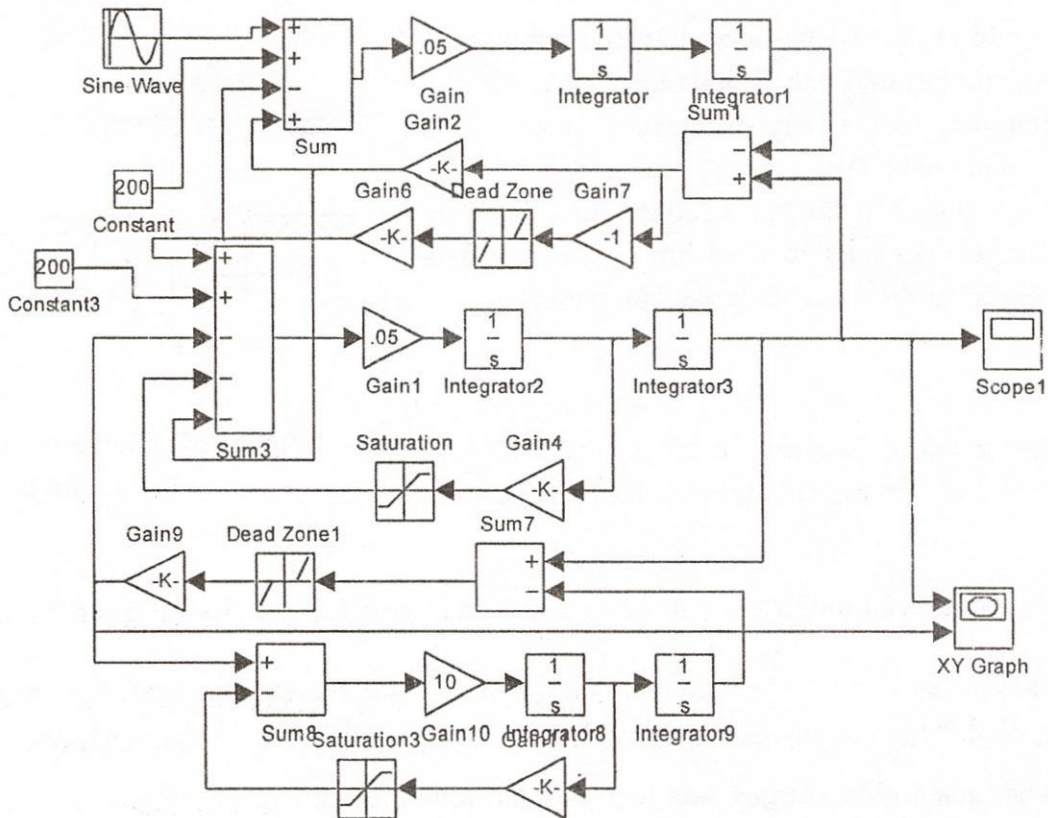 +
+
−
+
.05
1
s
1
s
Sine Wave
Gain
Integrator
Integrator1
Sum
Gain2
Sum1
−
+
-K-
200
Constant
Gain6
Dead Zone
Gain7
-K-
-1
200
Constant3
+
+
−
−
−
.05
1
s
1
s
Gain1
Integrator2
Integrator3
Scope1
Sum3
Saturation
Gain4
-K-
Sum7
Gain9
Dead Zone1
+
−
-K-
XY Graph
+
−
10
1
s
1
s
Sum8
Gain10
Integrator8
Integrator9
Saturation3
Gain11
-K-